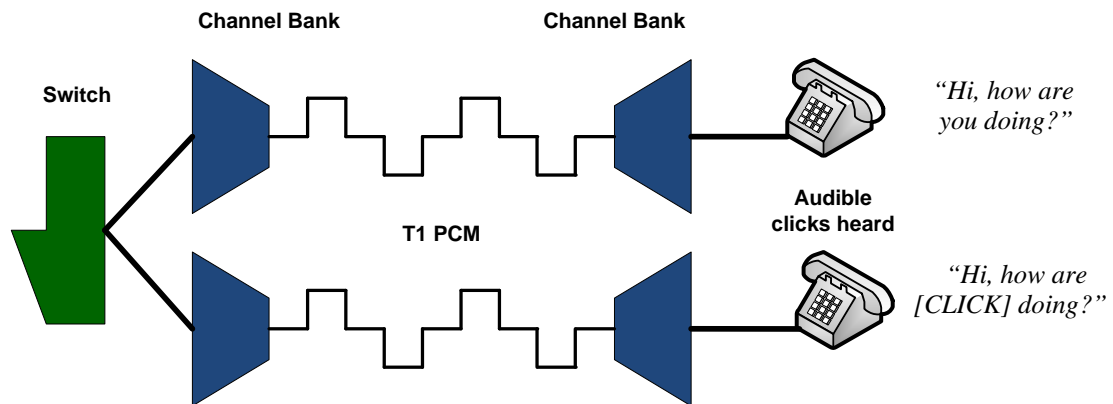 Channel Bank
Channel Bank
Switch
“Hi, how are
you doing?”
T1 PCM
Audible
clicks heard
“Hi, how are
[CLICK] doing?”